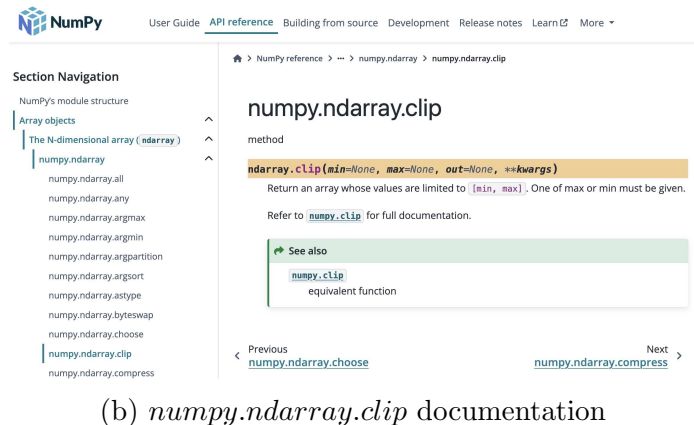 NumPy
User Guide API reference Building from source Development Release notes Learn More
NumPy reference > ... > numpy.ndarray > numpy.ndarray.clip
Section Navigation
NumPy's module structure
Array objects
The N-dimensional array (ndarray)
numpy.ndarray
numpy.ndarray.all
numpy.ndarray.any
numpy.ndarray.argmax
numpy.ndarray.argmin
numpy.ndarray.argpartition
numpy.ndarray.argsort
numpy.ndarray.astype
numpy.ndarray.byteswap
numpy.ndarray.choose
numpy.ndarray.clip
numpy.ndarray.compress
numpy.ndarray.clip
method
ndarray.clip(min=None, max=None, out=None, **kwargs)
Return an array whose values are limited to [min, max]. One of max or min must be given.
Refer to numpy.clip for full documentation.
See also
numpy.clip
equivalent function
Previous
numpy.ndarray.choose
Next
numpy.ndarray.compress
(b) numpy.ndarray.clip documentation